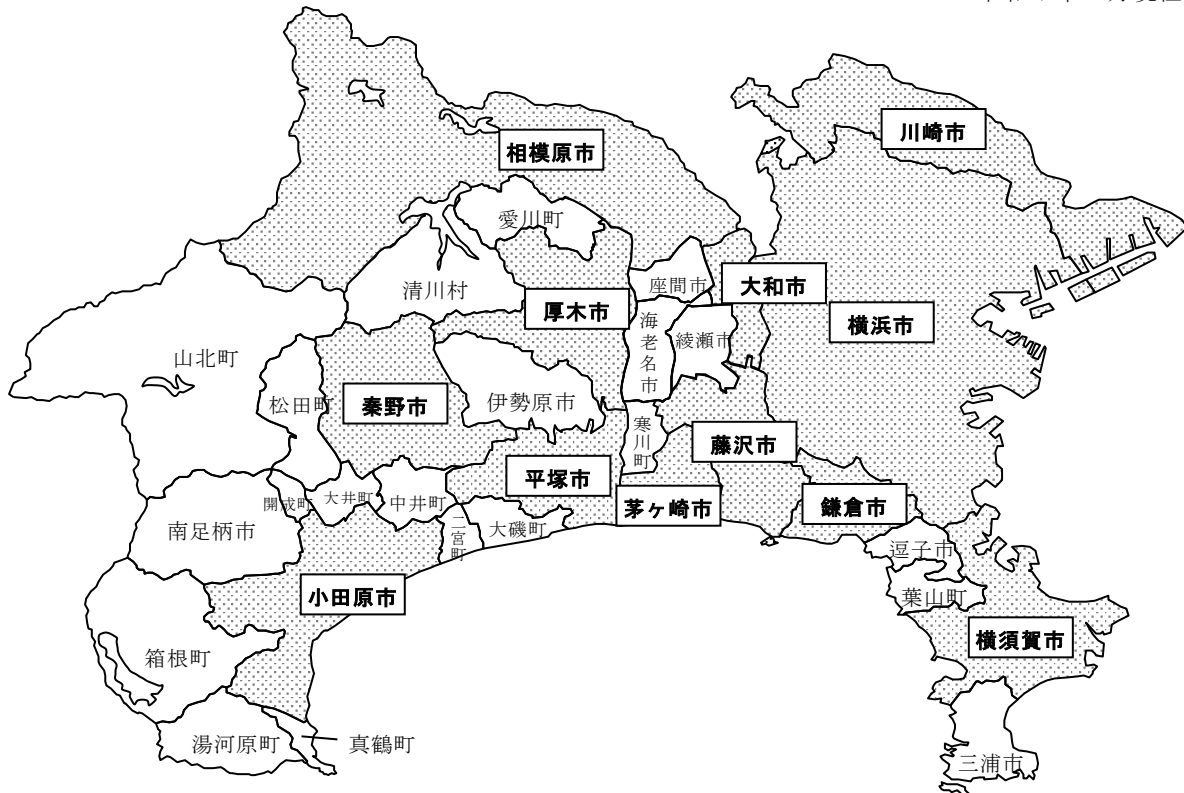 川崎市
相模原市
愛川町
座間市
大和市
清川村
厚木市
横浜市
海老名市
綾瀬市
山北町
松田町
秦野市
伊勢原市
寒川町
藤沢市
平塚市
開成町
大井町
中井町
茅ヶ崎市
鎌倉市
南足柄市
二宮町
大磯町
逗子市
小田原市
葉山町
横須賀市
箱根町
湯河原町
真鶴町
三浦市